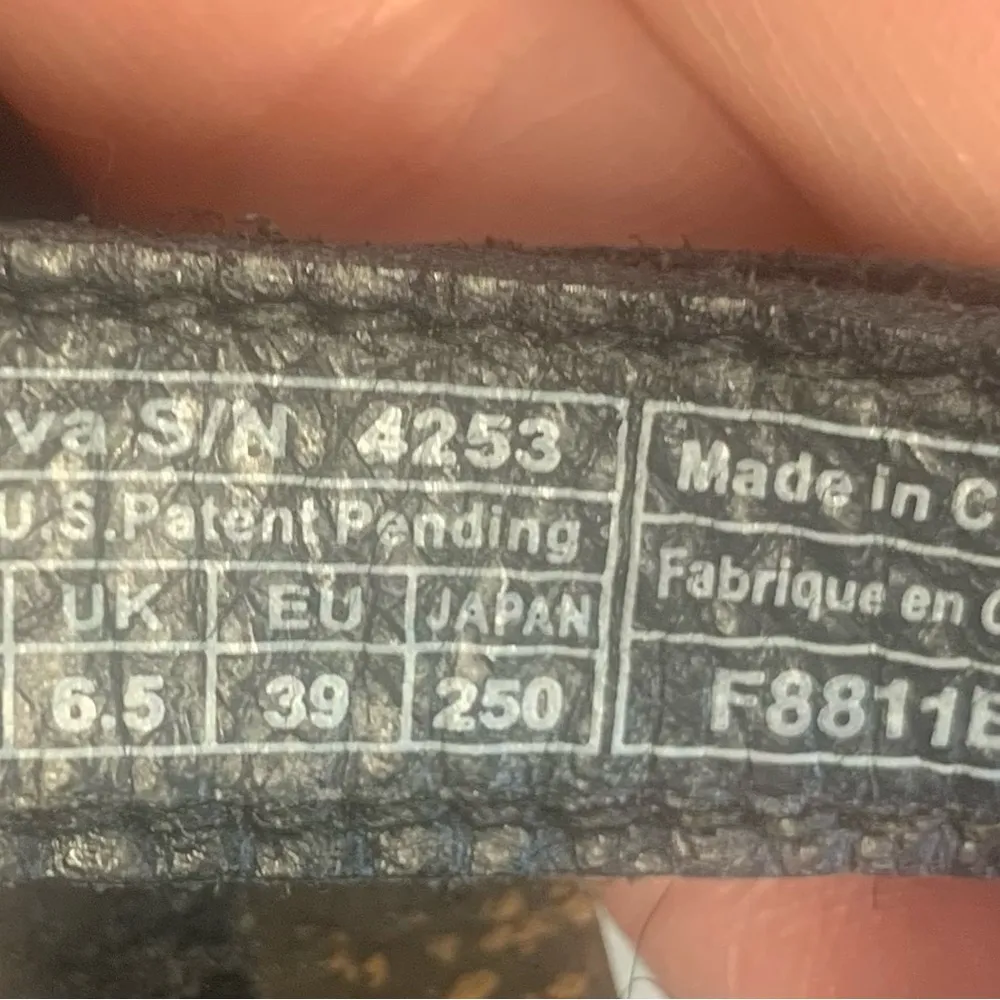 va S/N 4253
U.S.Patent Pending
UK EU JAPAN
6.5 39 250
Made in C
Fabrique en C
F8811E